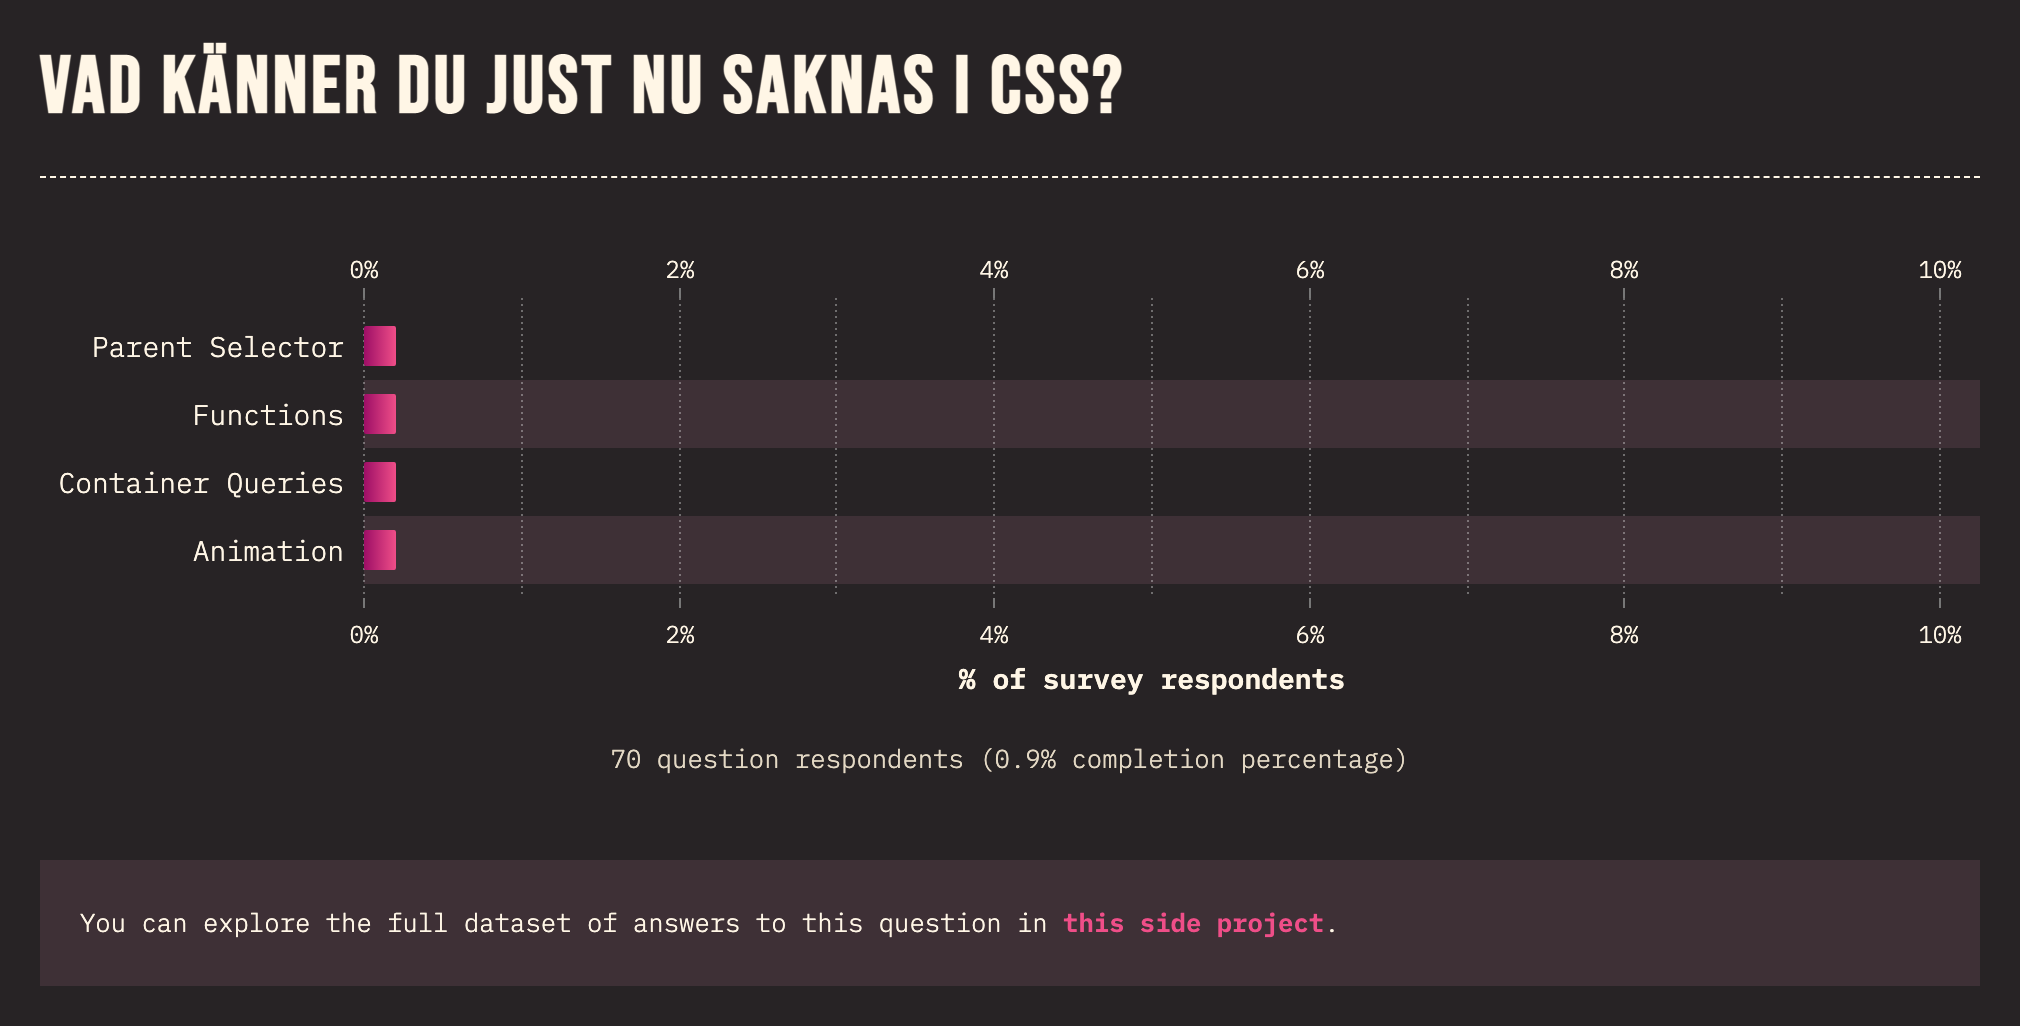 VAD KÄNNER DU JUST NU SAKNAS I CSS?
0% 2% 4% 6% 8% 10%
Parent Selector
Functions
Container Queries
Animation
0% 2% 4% 6% 8% 10%
% of survey respondents
70 question respondents (0.9% completion percentage)
You can explore the full dataset of answers to this question in this side project.